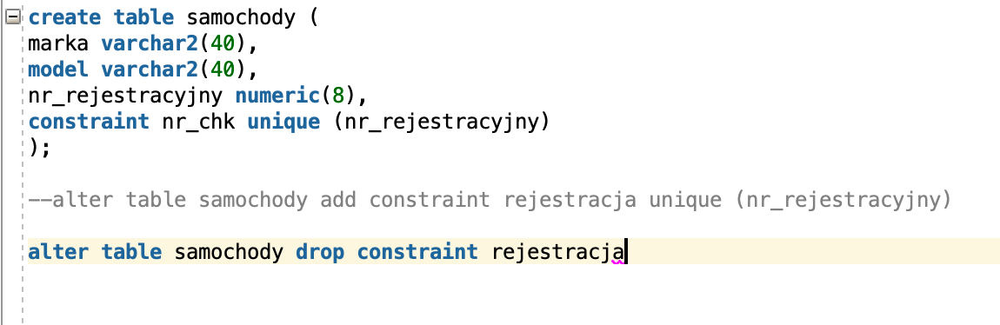 create table samochody (
marka varchar2(40),
model varchar2(40),
nr_rejestracyjny numeric(8),
constraint nr_chk unique (nr_rejestracyjny)
);
--alter table samochody add constraint rejestracja unique (nr_rejestracyjny)
alter table samochody drop constraint rejestracja